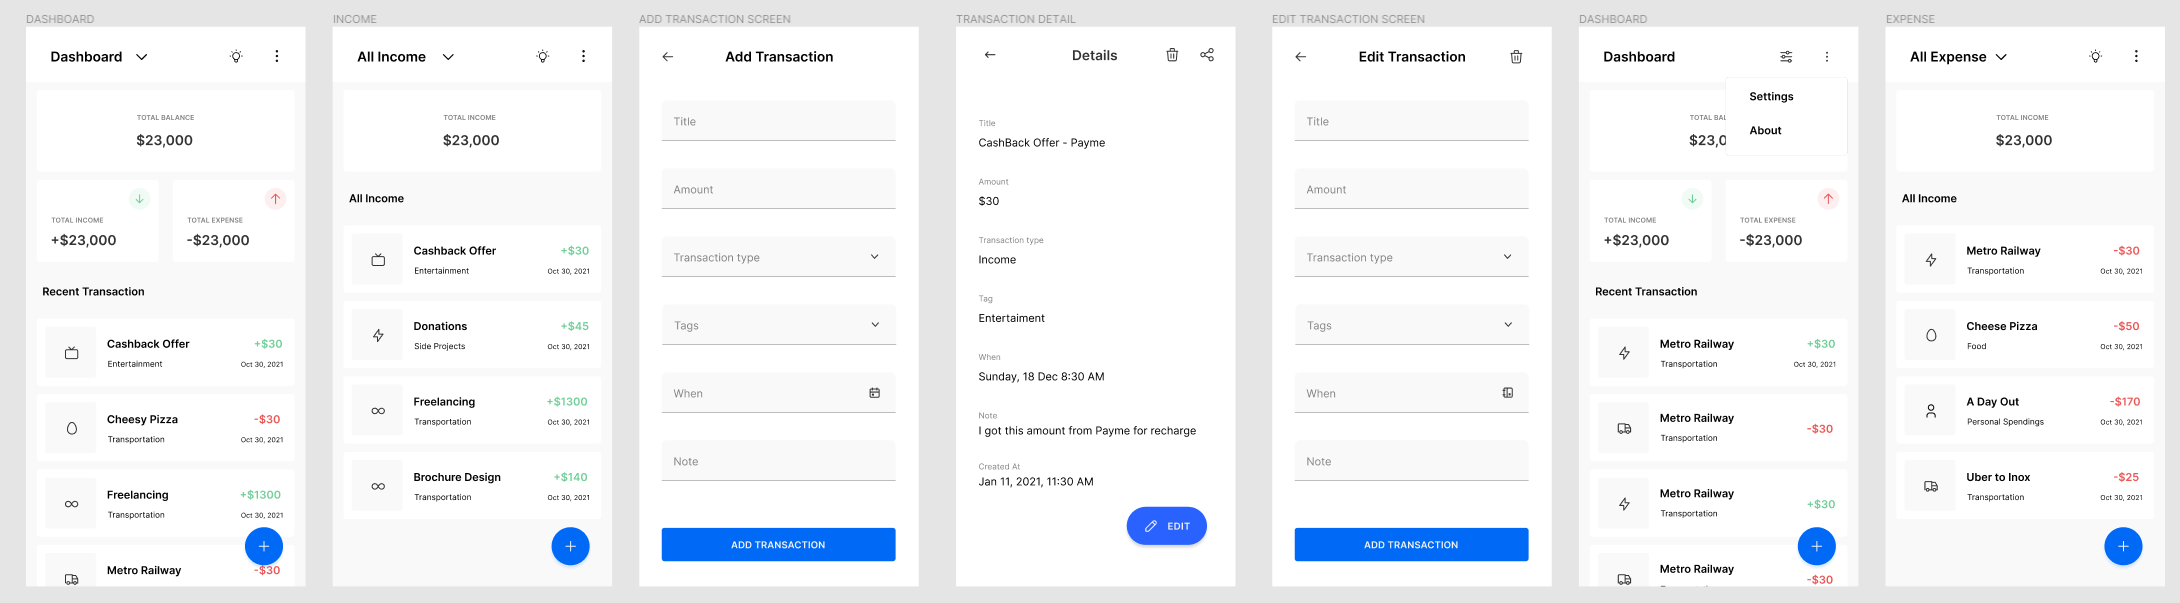 DASHBOARD
Dashboard
TOTAL BALANCE
$23,000
TOTAL INCOME
+$23,000
TOTAL EXPENSE
-$23,000
Recent Transaction
Cashback Offer
+$30
Entertainment
Oct 30, 2021
Cheesy Pizza
-$30
Transportation
Oct 30, 2021
Freelancing
+$1300
Transportation
Oct 30, 2021
Metro Railway
-$30
INCOME
All Income
TOTAL INCOME
$23,000
All Income
Cashback Offer
+$30
Entertainment
Oct 30, 2021
Donations
+$45
Side Projects
Oct 30, 2021
Freelancing
+$1300
Transportation
Oct 30, 2021
Brochure Design
+$140
Transportation
Oct 30, 2021
ADD TRANSACTION SCREEN
Add Transaction
Title
Amount
Transaction type
Tags
When
Note
ADD TRANSACTION
TRANSACTION DETAIL
Details
Title
CashBack Offer - Payme
Amount
$30
Transaction type
Income
Tag
Entertaiment
When
Sunday, 18 Dec 8:30 AM
Note
I got this amount from Payme for recharge
Created At
Jan 11, 2021, 11:30 AM
EDIT
EDIT TRANSACTION SCREEN
Edit Transaction
Title
Amount
Transaction type
Tags
When
Note
ADD TRANSACTION
DASHBOARD
Dashboard
Settings
About
TOTAL BAL
$23,0
TOTAL INCOME
+$23,000
TOTAL EXPENSE
-$23,000
Recent Transaction
Metro Railway
+$30
Transportation
Oct 30, 2021
Metro Railway
-$30
Transportation
Metro Railway
+$30
Transportation
Metro Railway
-$30
EXPENSE
All Expense
TOTAL INCOME
$23,000
All Income
Metro Railway
-$30
Transportation
Oct 30, 2021
Cheese Pizza
-$50
Food
Oct 30, 2021
A Day Out
-$170
Personal Spendings
Oct 30, 2021
Uber to Inox
-$25
Transportation
Oct 30, 2021